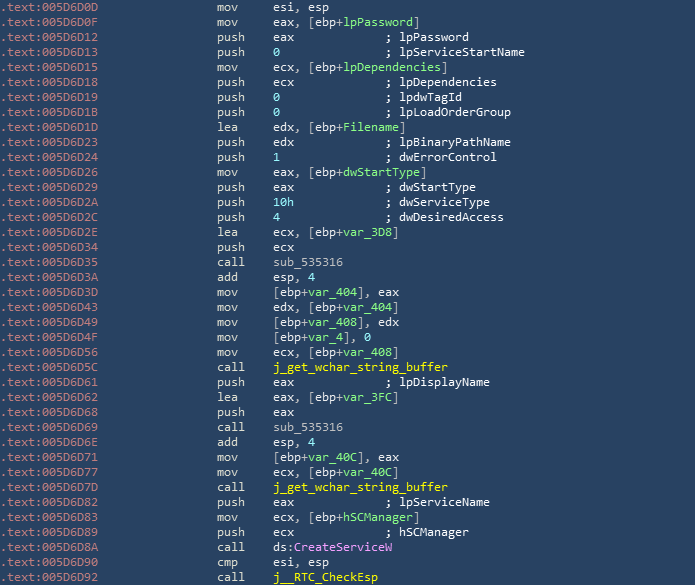 .text:005D6D0D mov esi, esp
.text:005D6D0F mov eax, [ebp+lpPassword]
.text:005D6D12 push eax ; lpPassword
.text:005D6D13 push 0 ; lpServiceStartName
.text:005D6D15 mov ecx, [ebp+lpDependencies]
.text:005D6D18 push ecx ; lpDependencies
.text:005D6D19 push 0 ; lpdwTagId
.text:005D6D1B push 0 ; lpLoadOrderGroup
.text:005D6D1D lea edx, [ebp+Filename]
.text:005D6D23 push edx ; lpBinaryPathName
.text:005D6D24 push 1 ; dwErrorControl
.text:005D6D26 mov eax, [ebp+dwStartType]
.text:005D6D29 push eax ; dwStartType
.text:005D6D2A push 10h ; dwServiceType
.text:005D6D2C push 4 ; dwDesiredAccess
.text:005D6D2E lea ecx, [ebp+var_3D8]
.text:005D6D34 push ecx
.text:005D6D35 call sub_535316
.text:005D6D3A add esp, 4
.text:005D6D3D mov [ebp+var_404], eax
.text:005D6D43 mov edx, [ebp+var_404]
.text:005D6D49 mov [ebp+var_408], edx
.text:005D6D4F mov [ebp+var_4], 0
.text:005D6D56 mov ecx, [ebp+var_408]
.text:005D6D5C call j_get_wchar_string_buffer
.text:005D6D61 push eax ; lpDisplayName
.text:005D6D62 lea eax, [ebp+var_3FC]
.text:005D6D68 push eax
.text:005D6D69 call sub_535316
.text:005D6D6E add esp, 4
.text:005D6D71 mov [ebp+var_40C], eax
.text:005D6D77 mov ecx, [ebp+var_40C]
.text:005D6D7D call j_get_wchar_string_buffer
.text:005D6D82 push eax ; lpServiceName
.text:005D6D83 mov ecx, [ebp+hSCManager]
.text:005D6D89 push ecx ; hSCManager
.text:005D6D8A call ds:CreateServiceW
.text:005D6D90 cmp esi, esp
.text:005D6D92 call j__RTC_CheckEsp